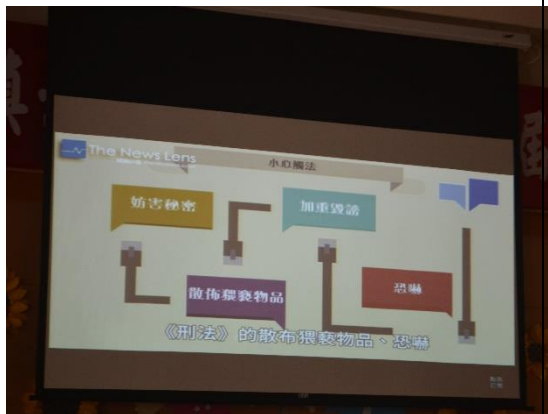 The News Lens
小心觸法
妨害秘密
加重毀謗
散佈猥褻物品
恐嚇
《刑法》的散布猥褻物品、恐嚇